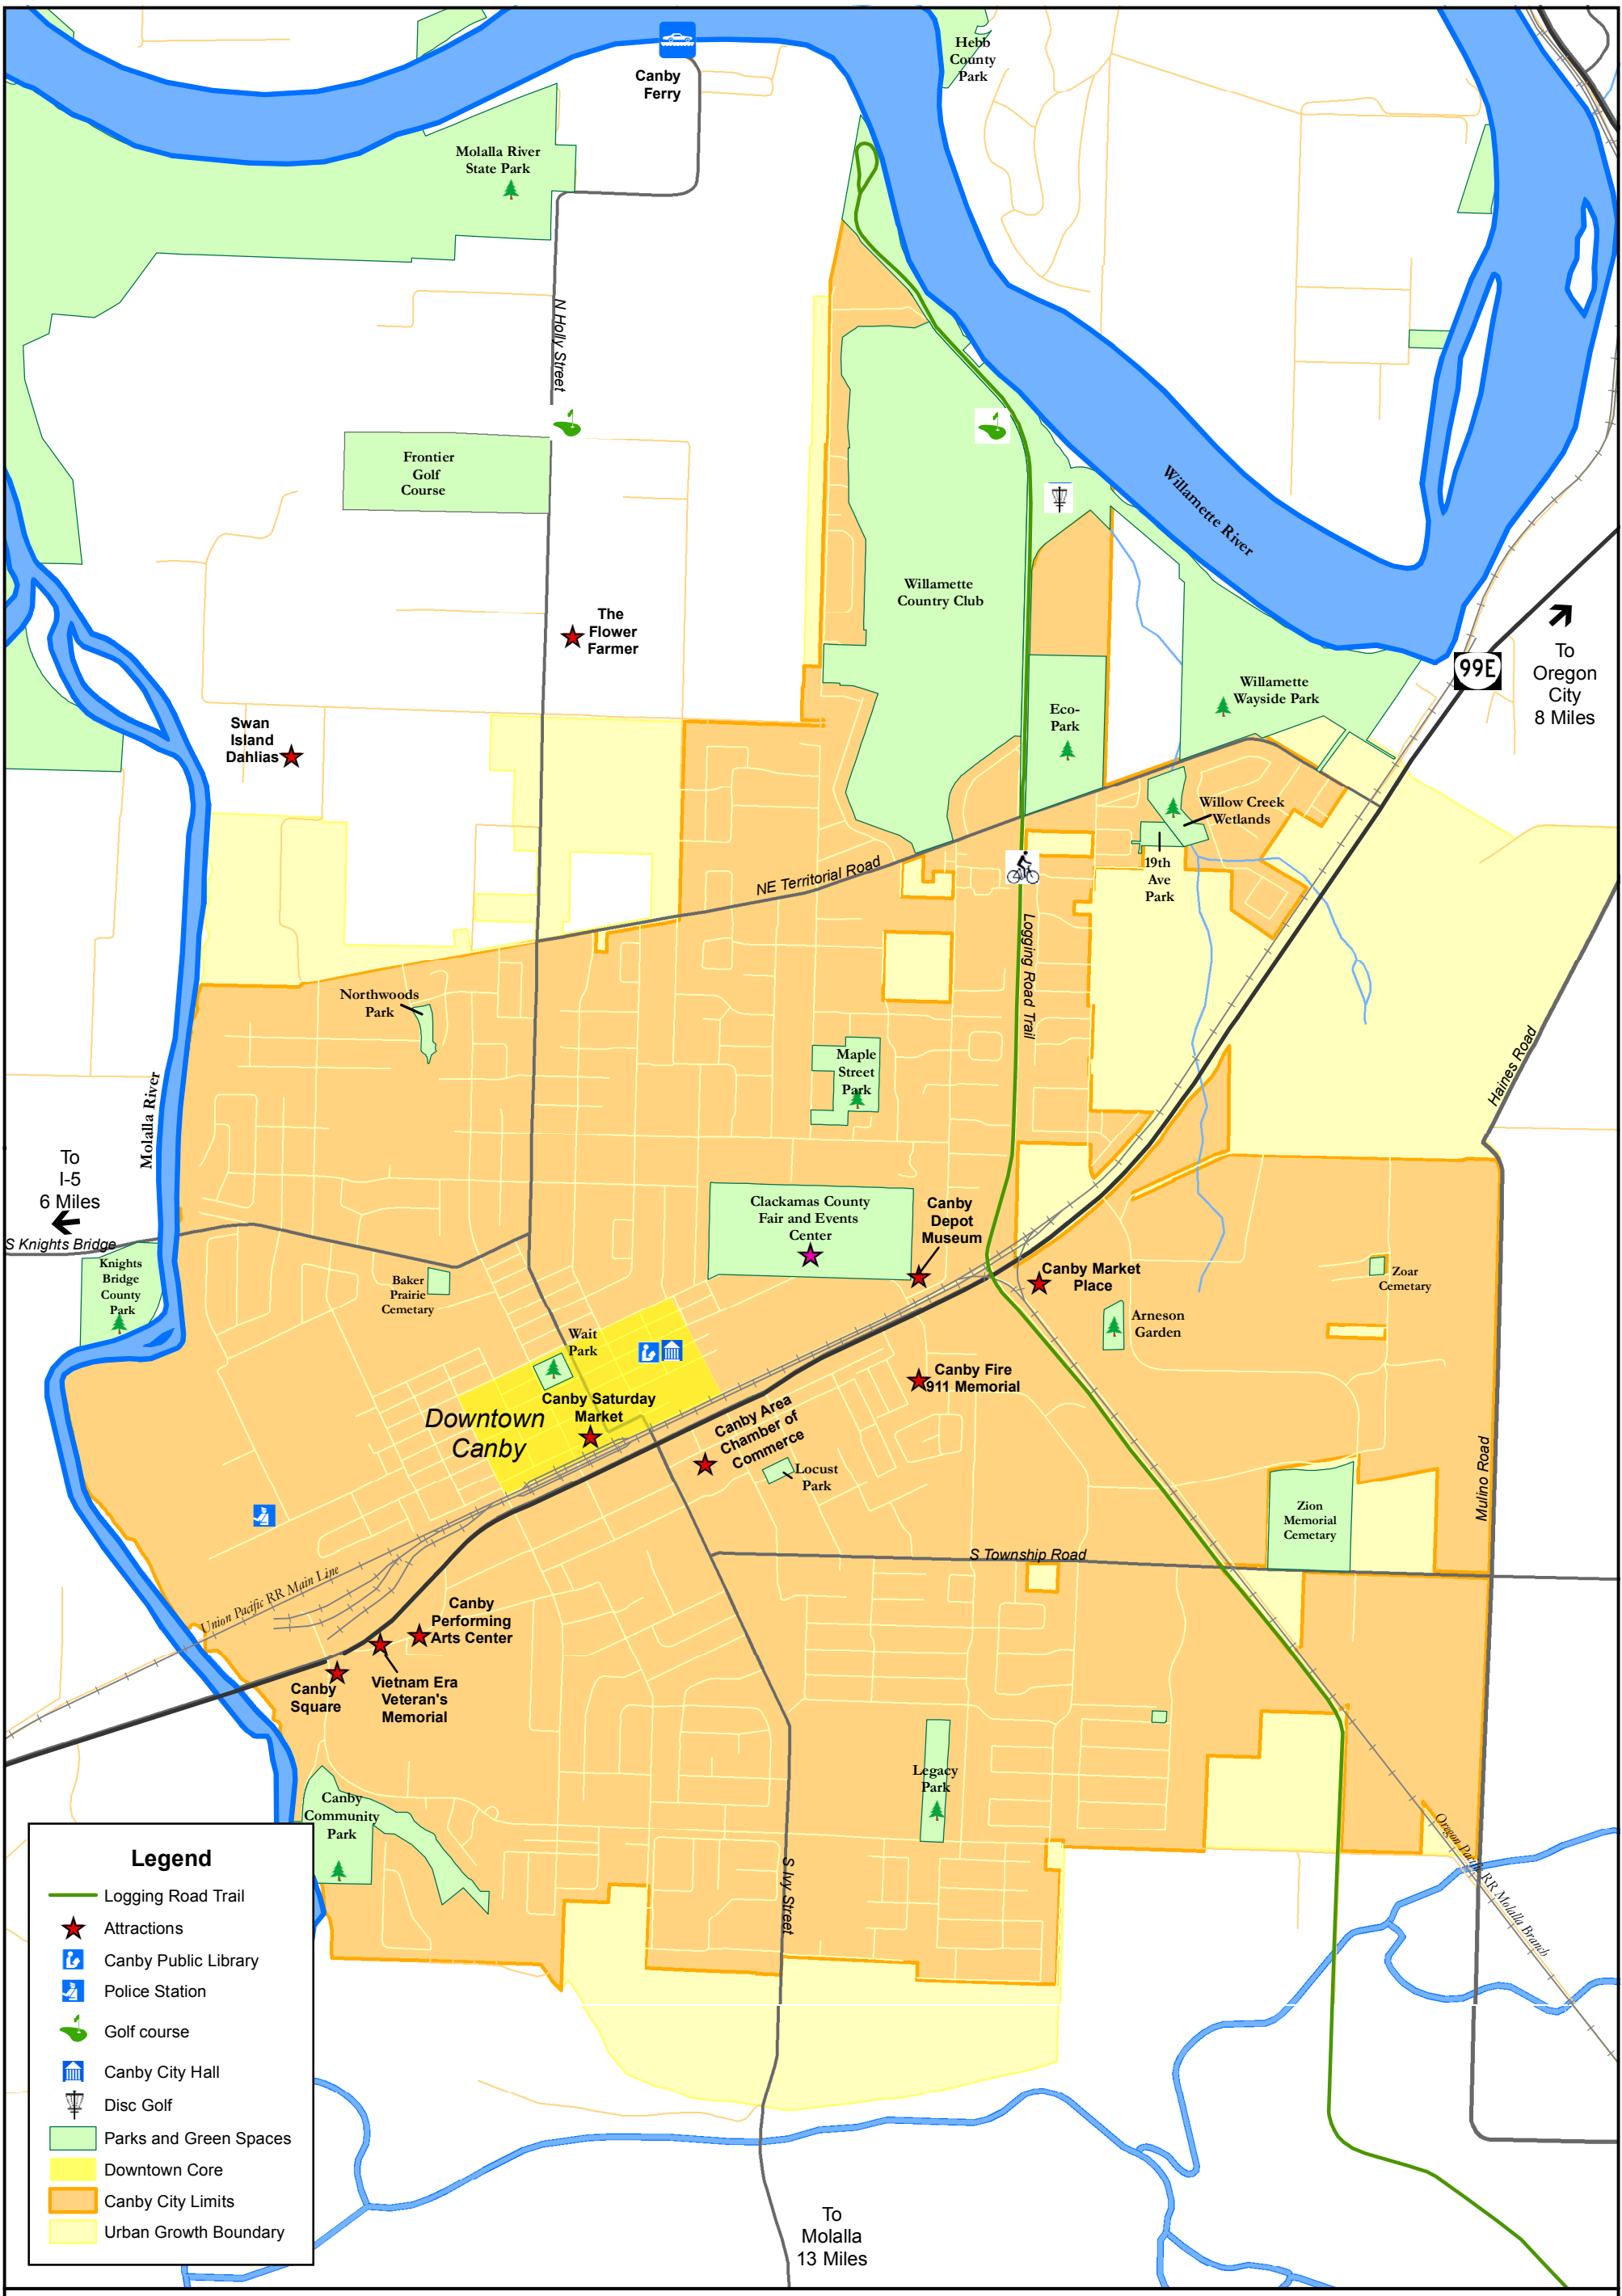 Hebb
County
Park
Canby
Ferry
Molalla River
State Park
N Holly Street
Frontier
Golf
Course
Willamette River
Willamette
Country Club
The
Flower
Farmer
99E
To
Oregon
City
8 Miles
Willamette
Wayside Park
Eco-
Park
Swan
Island
Dahlias
Willow Creek
Wetlands
19th
Ave
Park
NE Territorial Road
Logging Road Trail
Northwoods
Park
Maple
Street
Park
Haines Road
Molalla River
To
I-5
6 Miles
S Knights Bridge
Knights
Bridge
County
Park
Clackamas County
Fair and Events
Center
Canby
Depot
Museum
Canby Market
Place
Zoar
Cemetary
Baker
Prairie
Cemetary
Arneson
Garden
Wait
Park
Canby Fire
911 Memorial
Canby Saturday
Market
Downtown
Canby
Canby Area
Chamber of
Commerce
Locust
Park
Mulino Road
Zion
Memorial
Cemetary
S Township Road
Union Pacific RR Main Line
Canby
Performing
Arts Center
Canby
Square
Vietnam Era
Veteran's
Memorial
Legacy
Park
Canby
Community
Park
S Ivy Street
Oregon Pacific RR Molalla Branch
Legend
Logging Road Trail
Attractions
Canby Public Library
Police Station
Golf course
Canby City Hall
Disc Golf
Parks and Green Spaces
Downtown Core
Canby City Limits
Urban Growth Boundary
To
Molalla
13 Miles